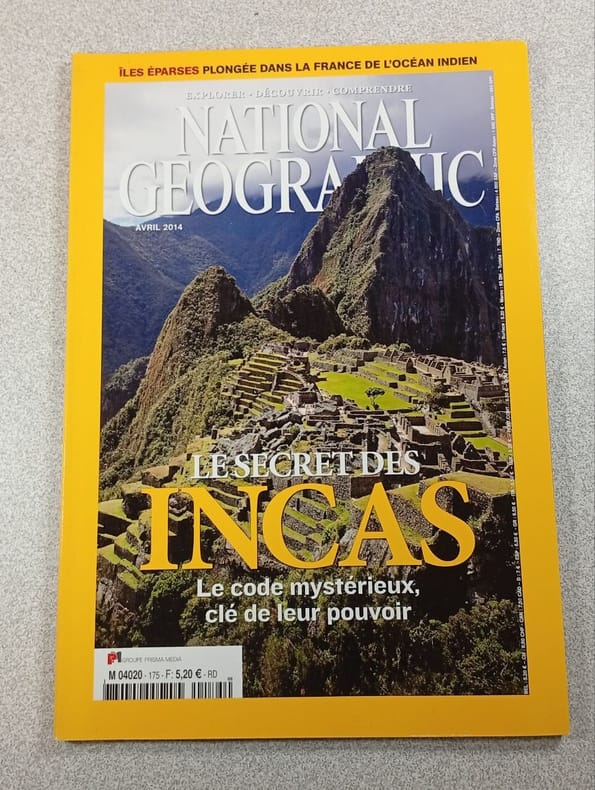 ÎLES ÉPARSES PLONGÉE DANS LA FRANCE DE L'OCÉAN INDIEN
EXPLORER • DÉCOUVRIR • COMPRENDRE
NATIONAL
GEOGRAPHIC
AVRIL 2014
LE SECRET DES
INCAS
Le code mystérieux,
clé de leur pouvoir
GROUPE PRISMA MEDIA
M 04020 - 175 - F: 5,20 € - RD